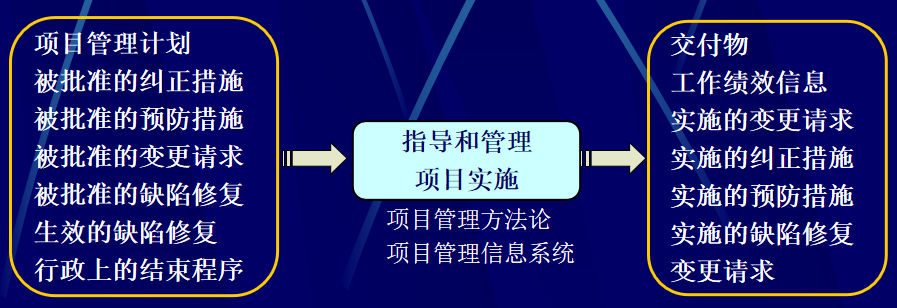 项目管理计划
被批准的纠正措施
被批准的预防措施
被批准的变更请求
被批准的缺陷修复
生效的缺陷修复
行政上的结束程序
指导和管理
项目实施
项目管理方法论
项目管理信息系统
交付物
工作绩效信息
实施的变更请求
实施的纠正措施
实施的预防措施
实施的缺陷修复
变更请求